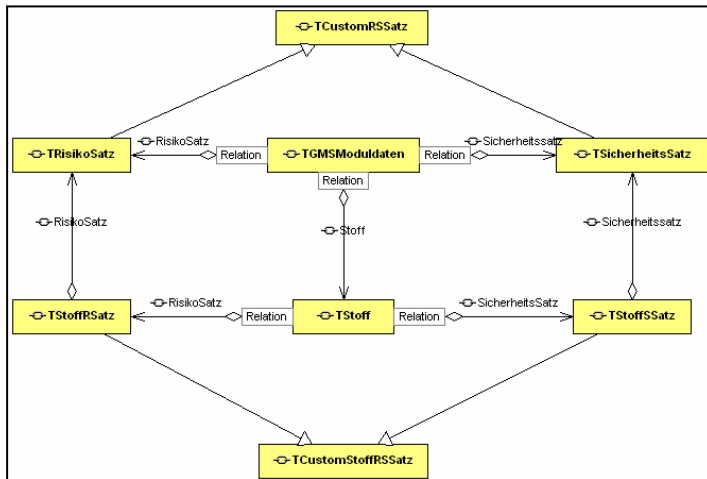 TCustomRSSatz
RisikoSatz
Sicherheitssatz
TRisikoSatz
Relation
TGMSModuldaten
Relation
TSicherheitsSatz
Relation
RisikoSatz
Stoff
Sicherheitssatz
RisikoSatz
SicherheitsSatz
TStoffRSatz
Relation
TStoff
Relation
TStoffSSatz
TCustomStoffRSSatz